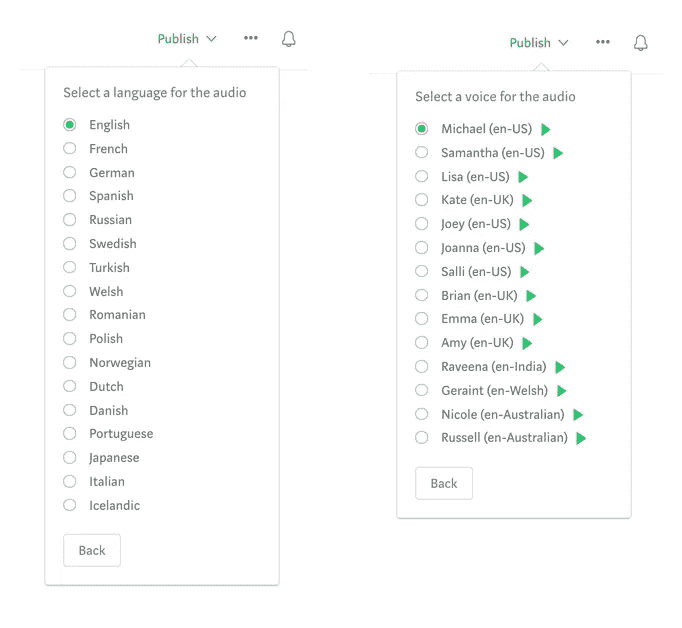 Publish
Select a language for the audio
English
French
German
Spanish
Russian
Swedish
Turkish
Welsh
Romanian
Polish
Norwegian
Dutch
Danish
Portuguese
Japanese
Italian
Icelandic
Back
Publish
Select a voice for the audio
Michael (en-US)
Samantha (en-US)
Lisa (en-US)
Kate (en-UK)
Joey (en-US)
Joanna (en-US)
Salli (en-US)
Brian (en-UK)
Emma (en-UK)
Amy (en-UK)
Raveena (en-India)
Geraint (en-Welsh)
Nicole (en-Australian)
Russell (en-Australian)
Back